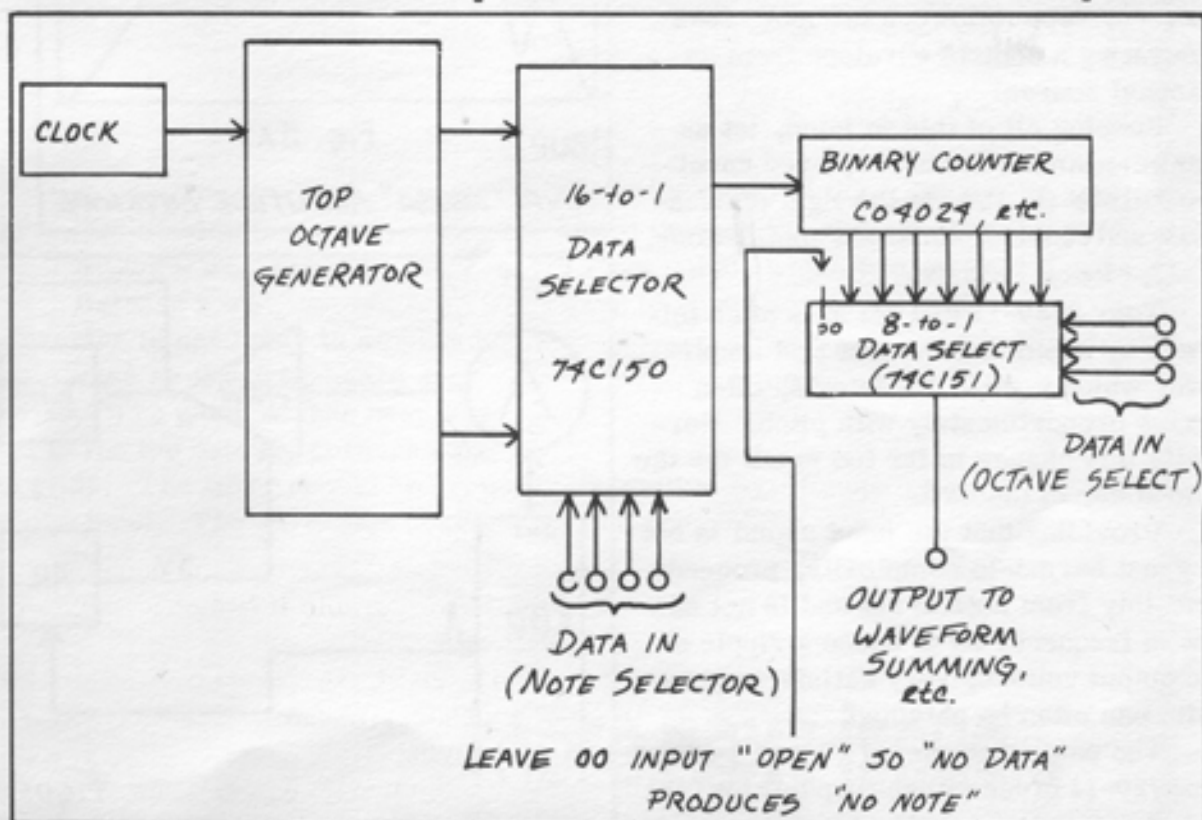 CLOCK
TOP
OCTAVE
GENERATOR
16-to-1
DATA
SELECTOR
74C150
BINARY COUNTER
CO4024, etc.
00
8-to-1
DATA SELECT
(74C151)
DATA IN
(OCTAVE SELECT)
DATA IN
(NOTE SELECTOR)
OUTPUT TO
WAVEFORM
SUMMING
etc.
LEAVE 00 INPUT "OPEN" SO "NO DATA"
PRODUCES "NO NOTE"